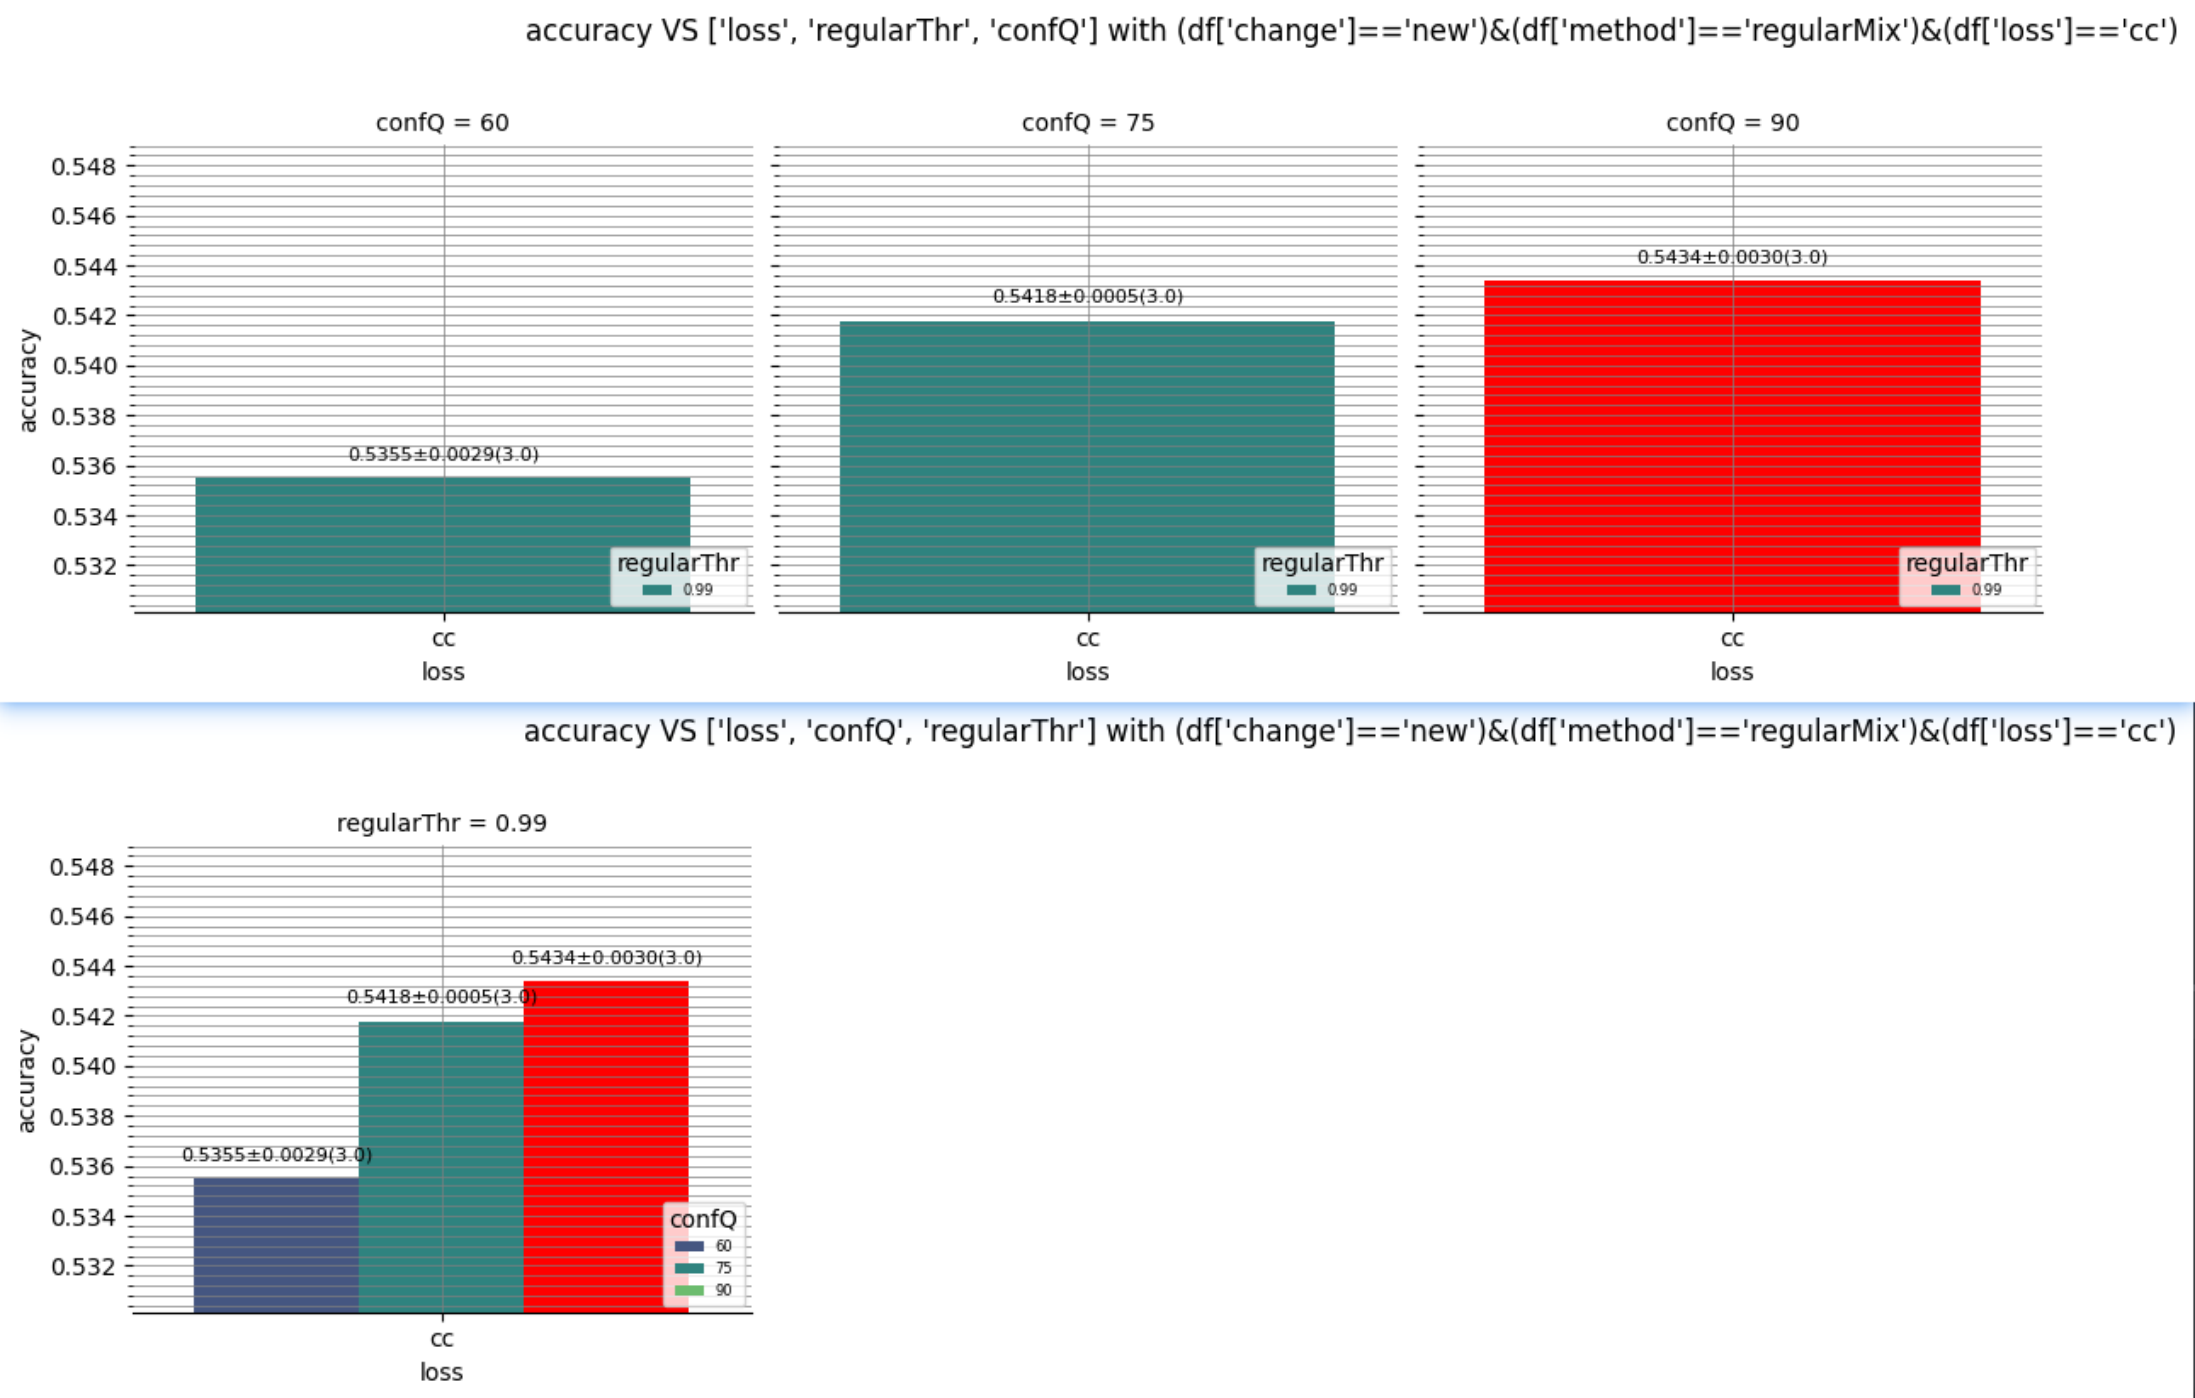 accuracy VS ['loss', 'regularThr', 'confQ'] with (df['change']=='new')&(df['method']=='regularMix')&(df['loss']=='cc')
confQ = 60
confQ = 75
confQ = 90
0.548
0.546
0.544
0.542
0.540
0.538
0.536
0.534
0.532
accuracy
0.5355±0.0029(3.0)
0.5418±0.0005(3.0)
0.5434±0.0030(3.0)
regularThr
0.99
regularThr
0.99
regularThr
0.99
cc
cc
cc
loss
loss
loss
accuracy VS ['loss', 'confQ', 'regularThr'] with (df['change']=='new')&(df['method']=='regularMix')&(df['loss']=='cc')
regularThr = 0.99
0.548
0.546
0.544
0.542
0.540
0.538
0.536
0.534
0.532
accuracy
0.5434±0.0030(3.0)
0.5418±0.0005(3.0)
0.5355±0.0029(3.0)
confQ
60
75
90
cc
loss